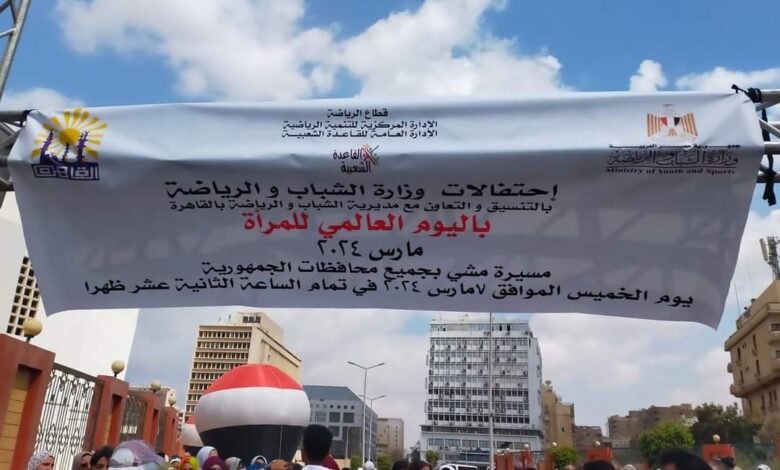 قطاع الرياضة
الإدارة المركزية للتنمية الرياضية
الإدارة العامة للقاعدة الشعبية
القاعدة
الشعبية
القاهرة
وزارة الشباب والرياضة
Ministry of Youth and Sports
إحتفالات وزارة الشباب و الرياضة
بالتنسيق و التعاون مع مديرية الشباب و الرياضة بالقاهرة
باليوم العالمي للمرأة
مارس ٢٠٢٤
مسيرة مشي بجميع محافظات الجمهورية
يوم الخميس الموافق ٧مارس ٢٠٢٤ في تمام الساعة الثانية عشر ظهرا